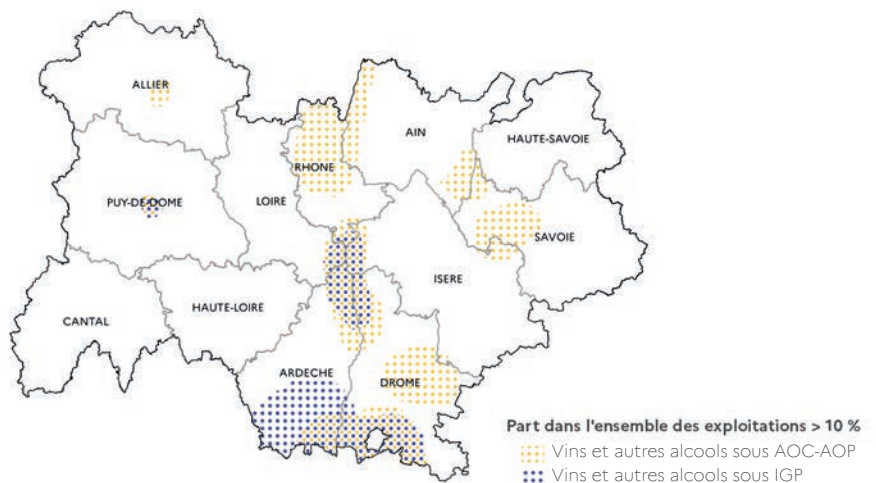 ALLIER
AIN
HAUTE-SAVOIE
RHONE
PUY-DE-DOME
LOIRE
SAVOIE
ISERE
HAUTE-LOIRE
CANTAL
ARDECHE
DROME
Part dans l'ensemble des exploitations > 10 %
Vins et autres alcools sous AOC-AOP
Vins et autres alcools sous IGP